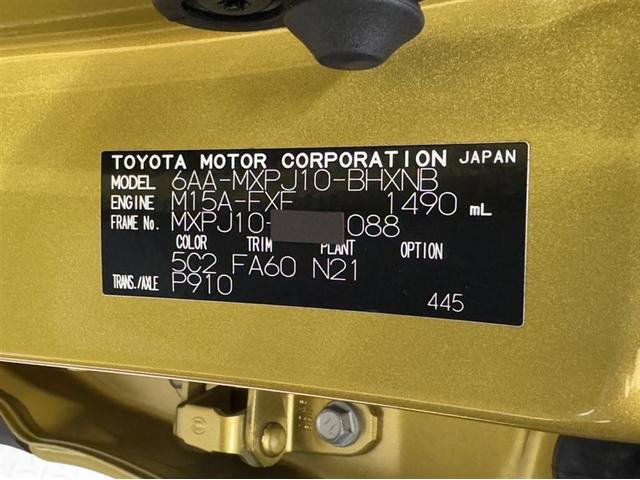 TOYOTA MOTOR CORPORATION JAPAN
MODEL 6AA-MXPJ10-BHXNB
ENGINE M15A-FXE 1490 mL
FRAME No. MXPJ10- 088
COLOR TRIM PLANT OPTION
5C2 FA60 N21
TRANS./AXLE P910
445